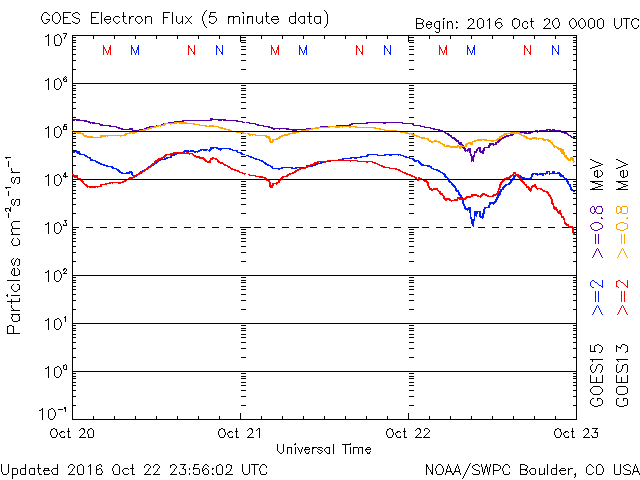 GOES Electron Flux (5 minute data)
Begin: 2016 Oct 20 0000 UTC
10⁷
M M N N M M N N M M N N
10⁶
10⁵
10⁴
10³
10²
10¹
10⁰
10⁻¹
Particles cm⁻²s⁻¹sr⁻¹
Oct 20 Oct 21 Oct 22 Oct 23
Universal Time
GOES15 >=2 >=0.8 MeV
GOES13 >=2 >=0.8 MeV
Updated 2016 Oct 22 23:56:02 UTC
NOAA/SWPC Boulder, CO USA